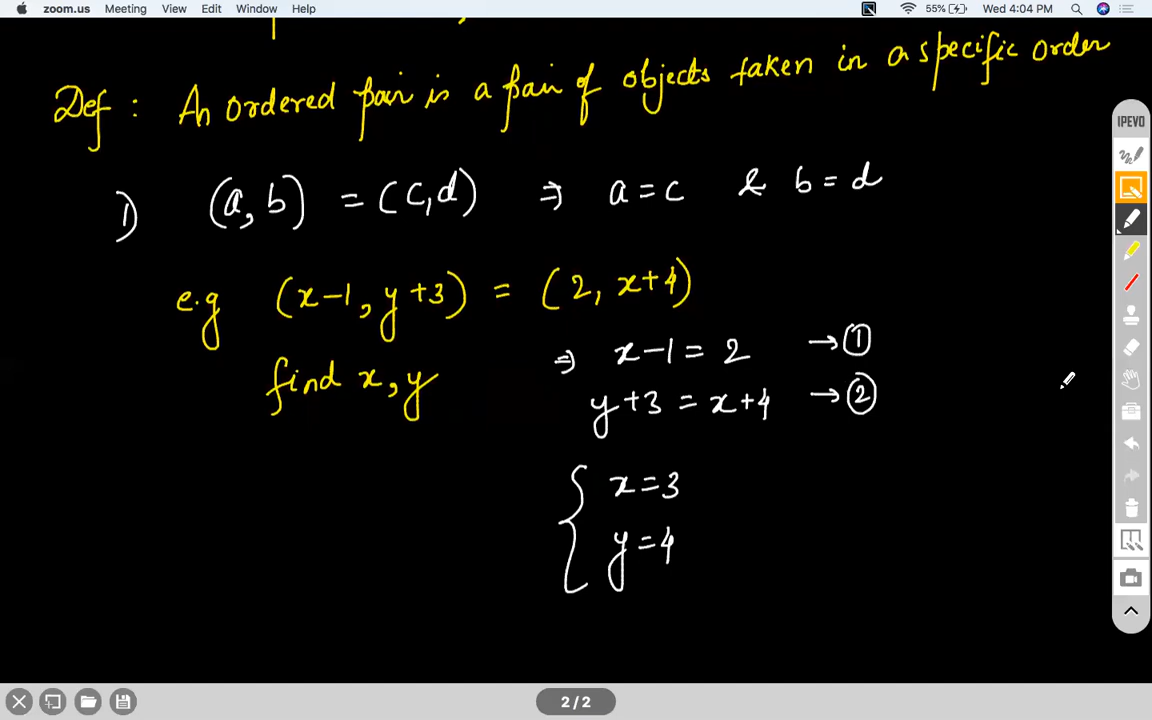 zoom.us Meeting View Edit Window Help 55% Wed 4:04 PM
Def : An ordered pair is a pair of objects taken in a specific order
IPEVO
1) (a, b) = (c, d) ⇒ a = c & b = d
e.g (x-1, y+3) = (2, x+4)
find x, y
⇒ x-1 = 2 → ①
y+3 = x+4 → ②
{ x = 3
y = 4
2 / 2